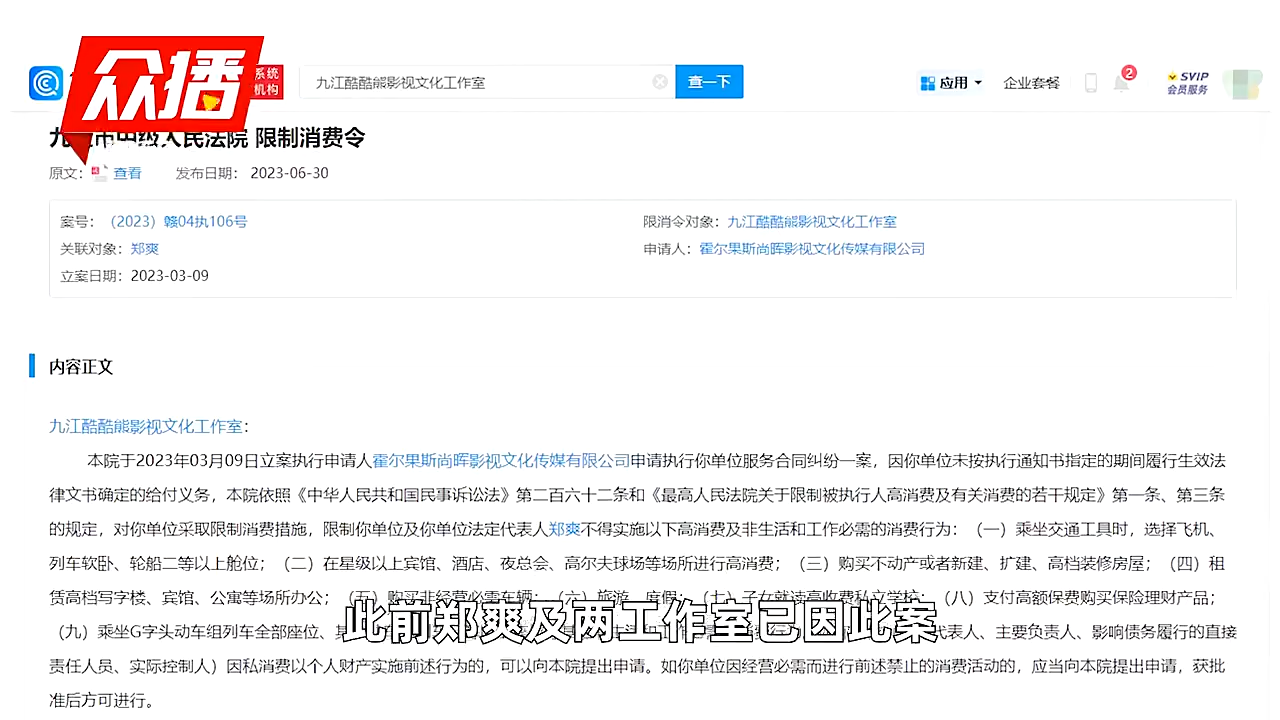 众播
系统
机构
九江酷酷熊影视文化工作室
查一下
应用
企业套餐
2
SVIP
会员服务
人民法院 限制消费令
原文： 查看 发布日期： 2023-06-30
案号：（2023）赣04执106号
限消令对象：九江酷酷熊影视文化工作室
关联对象：郑爽
申请人：霍尔果斯尚晖影视文化传媒有限公司
立案日期：2023-03-09
内容正文
九江酷酷熊影视文化工作室：
本院于2023年03月09日立案执行申请人霍尔果斯尚晖影视文化传媒有限公司申请执行你单位服务合同纠纷一案，因你单位未按执行通知书指定的期间履行生效法
律文书确定的给付义务，本院依照《中华人民共和国民事诉讼法》第二百六十二条和《最高人民法院关于限制被执行人高消费及有关消费的若干规定》第一条、第三条
的规定，对你单位采取限制消费措施，限制你单位及你单位法定代表人郑爽不得实施以下高消费及非生活和工作必需的消费行为：（一）乘坐交通工具时，选择飞机、
列车软卧、轮船二等以上舱位；（二）在星级以上宾馆、酒店、夜总会、高尔夫球场等场所进行高消费；（三）购买不动产或者新建、扩建、高档装修房屋；（四）租
赁高档写字楼、宾馆、公寓等场所办公；（五）购买非经营必需车辆；（六）旅游、度假；（七）子女就读高收费私立学校；（八）支付高额保费购买保险理财产品；
（九）乘坐G字头动车组列车全部座位、 代表人、主要负责人、影响债务履行的直接
此前郑爽及两工作室已因此案
责任人员、实际控制人）因私消费以个人财产实施前述行为的，可以向本院提出申请。如你单位因经营必需而进行前述禁止的消费活动的，应当向本院提出申请，获批
准后方可进行。